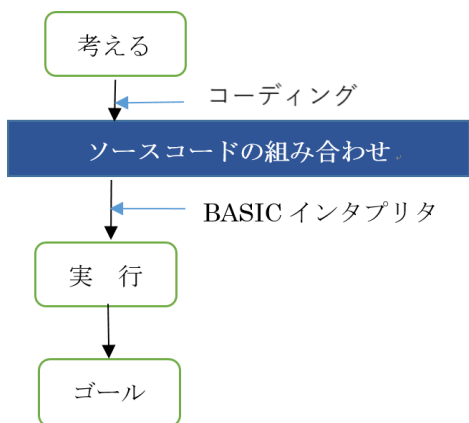 考える
コーディング
ソースコードの組み合わせ
BASIC インタプリタ
実　行
ゴール